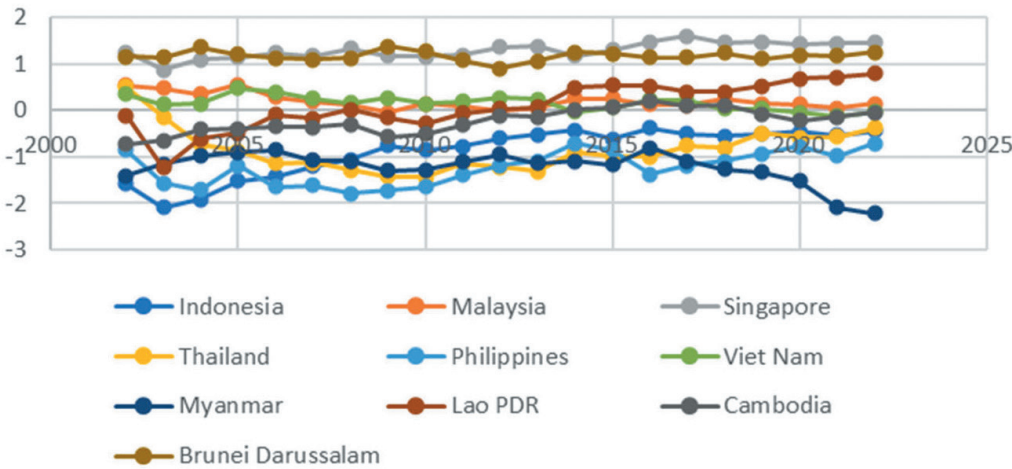 2
1
0
2000 2005 2010 2015 2020 2025
-1
-2
-3
Indonesia Malaysia Singapore
Thailand Philippines Viet Nam
Myanmar Lao PDR Cambodia
Brunei Darussalam